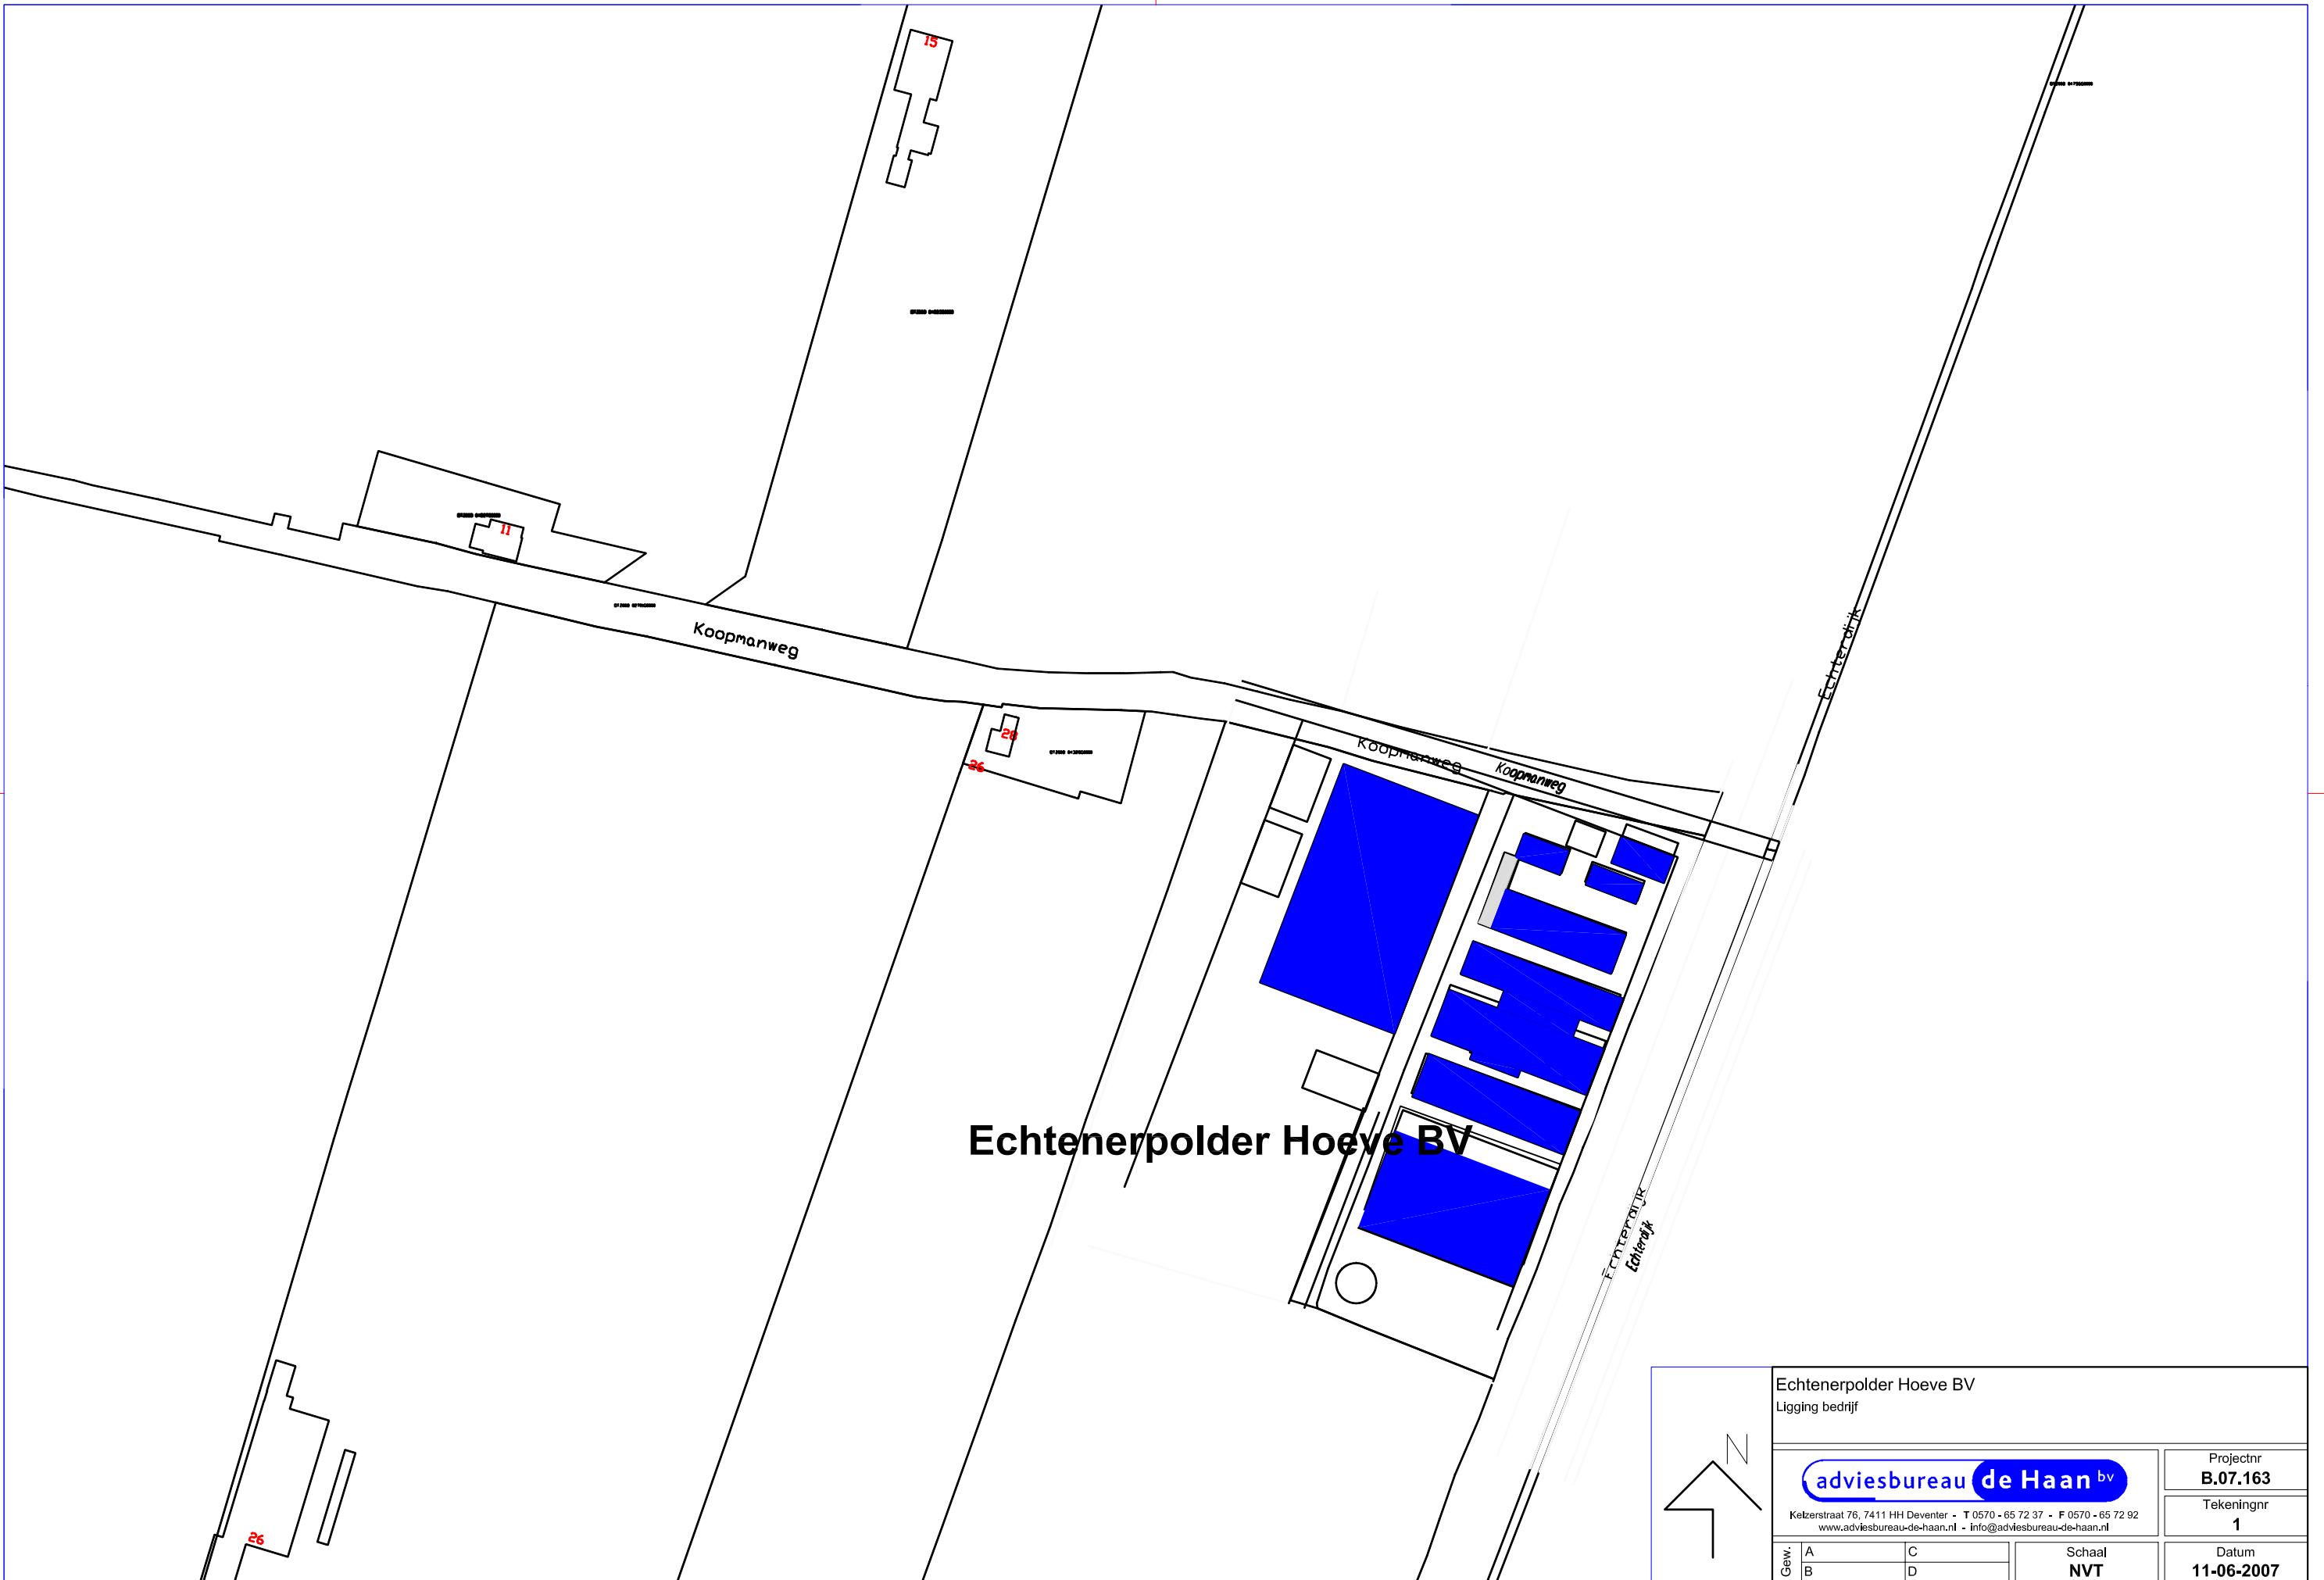 15
11
Koopmanweg
28
26
Koopmanweg
Koopmanweg
Echterdijk
Echtenerpolder Hoeve BV
Echterdijk
Echterdijk
26
N
Echtenerpolder Hoeve BV
Ligging bedrijf
adviesbureau de Haan bv
Keizerstraat 76, 7411 HH Deventer - T 0570 - 65 72 37 - F 0570 - 65 72 92
www.adviesbureau-de-haan.nl - info@adviesbureau-de-haan.nl
Projectnr
B.07.163
Tekeningnr
1
Gew.
A
C
B
D
Schaal
NVT
Datum
11-06-2007